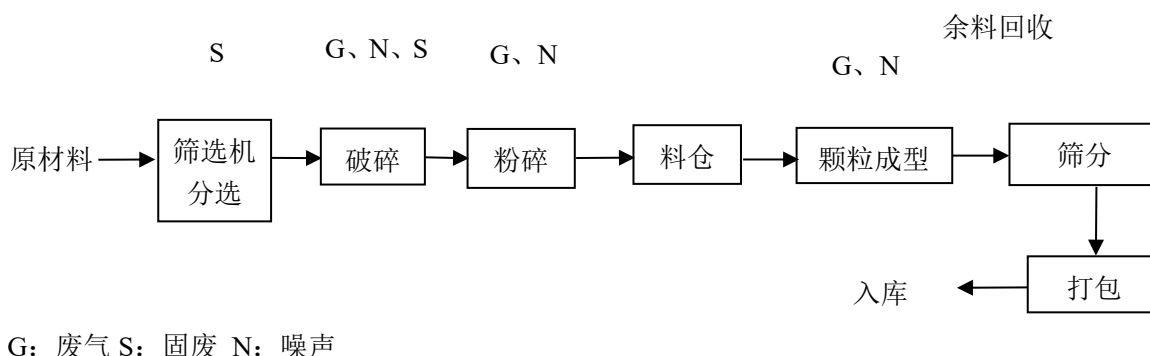 余料回收
S
G、N、S
G、N
G、N
原材料
筛选机
分选
破碎
粉碎
料仓
颗粒成型
筛分
打包
入库
G：废气 S：固废 N：噪声